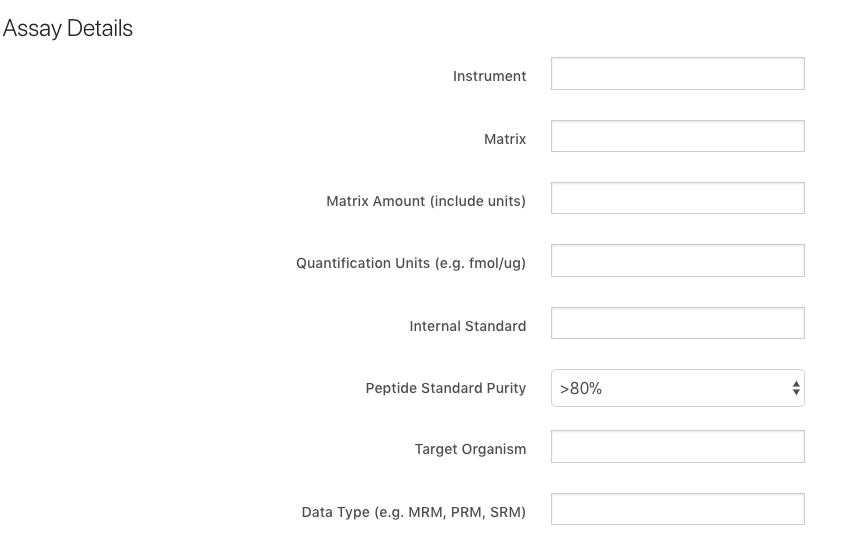 Assay Details
Instrument
Matrix
Matrix Amount (include units)
Quantification Units (e.g. fmol/ug)
Internal Standard
Peptide Standard Purity >80%
Target Organism
Data Type (e.g. MRM, PRM, SRM)